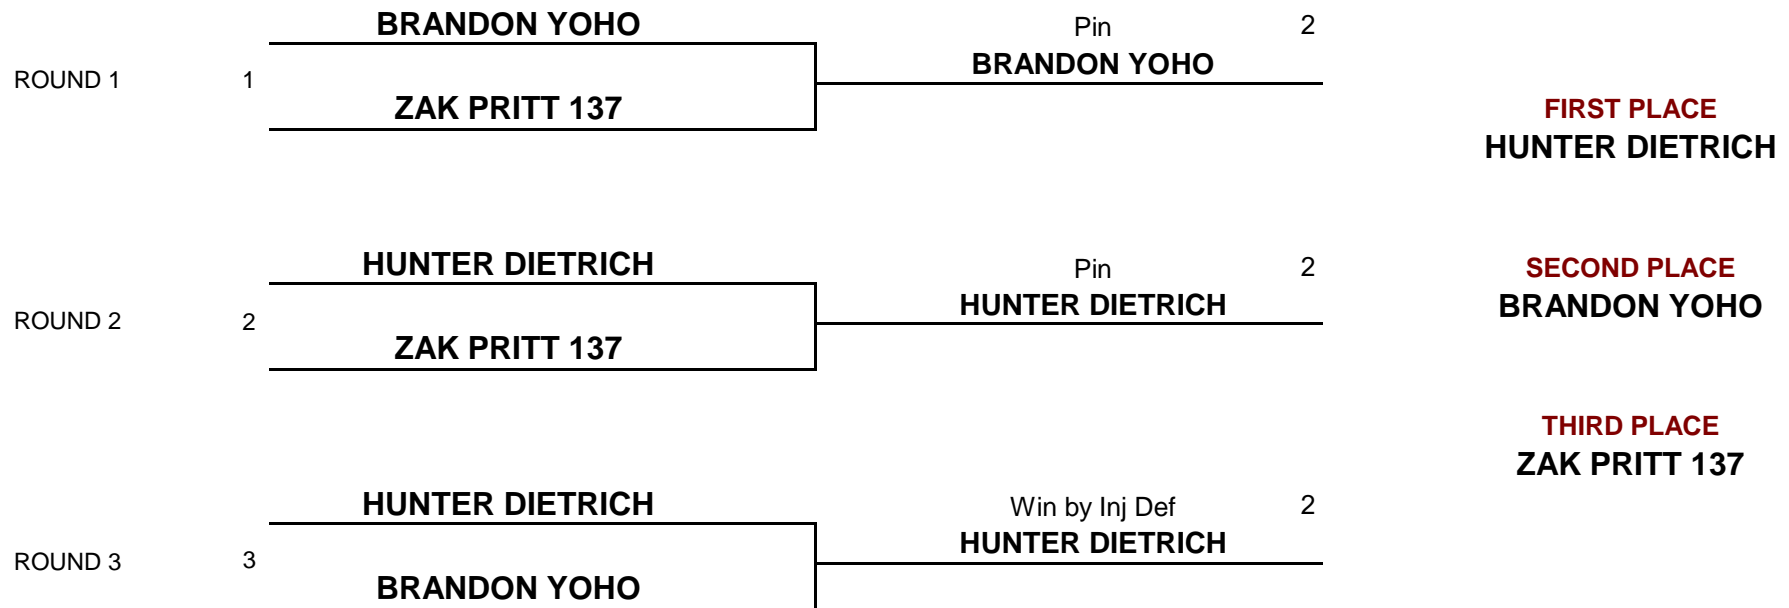 BRANDON YOHO
Pin 2
BRANDON YOHO
ROUND 1 1
ZAK PRITT 137
FIRST PLACE
HUNTER DIETRICH
HUNTER DIETRICH
Pin 2
HUNTER DIETRICH
ROUND 2 2
ZAK PRITT 137
SECOND PLACE
BRANDON YOHO
THIRD PLACE
ZAK PRITT 137
HUNTER DIETRICH
Win by Inj Def 2
HUNTER DIETRICH
ROUND 3 3
BRANDON YOHO